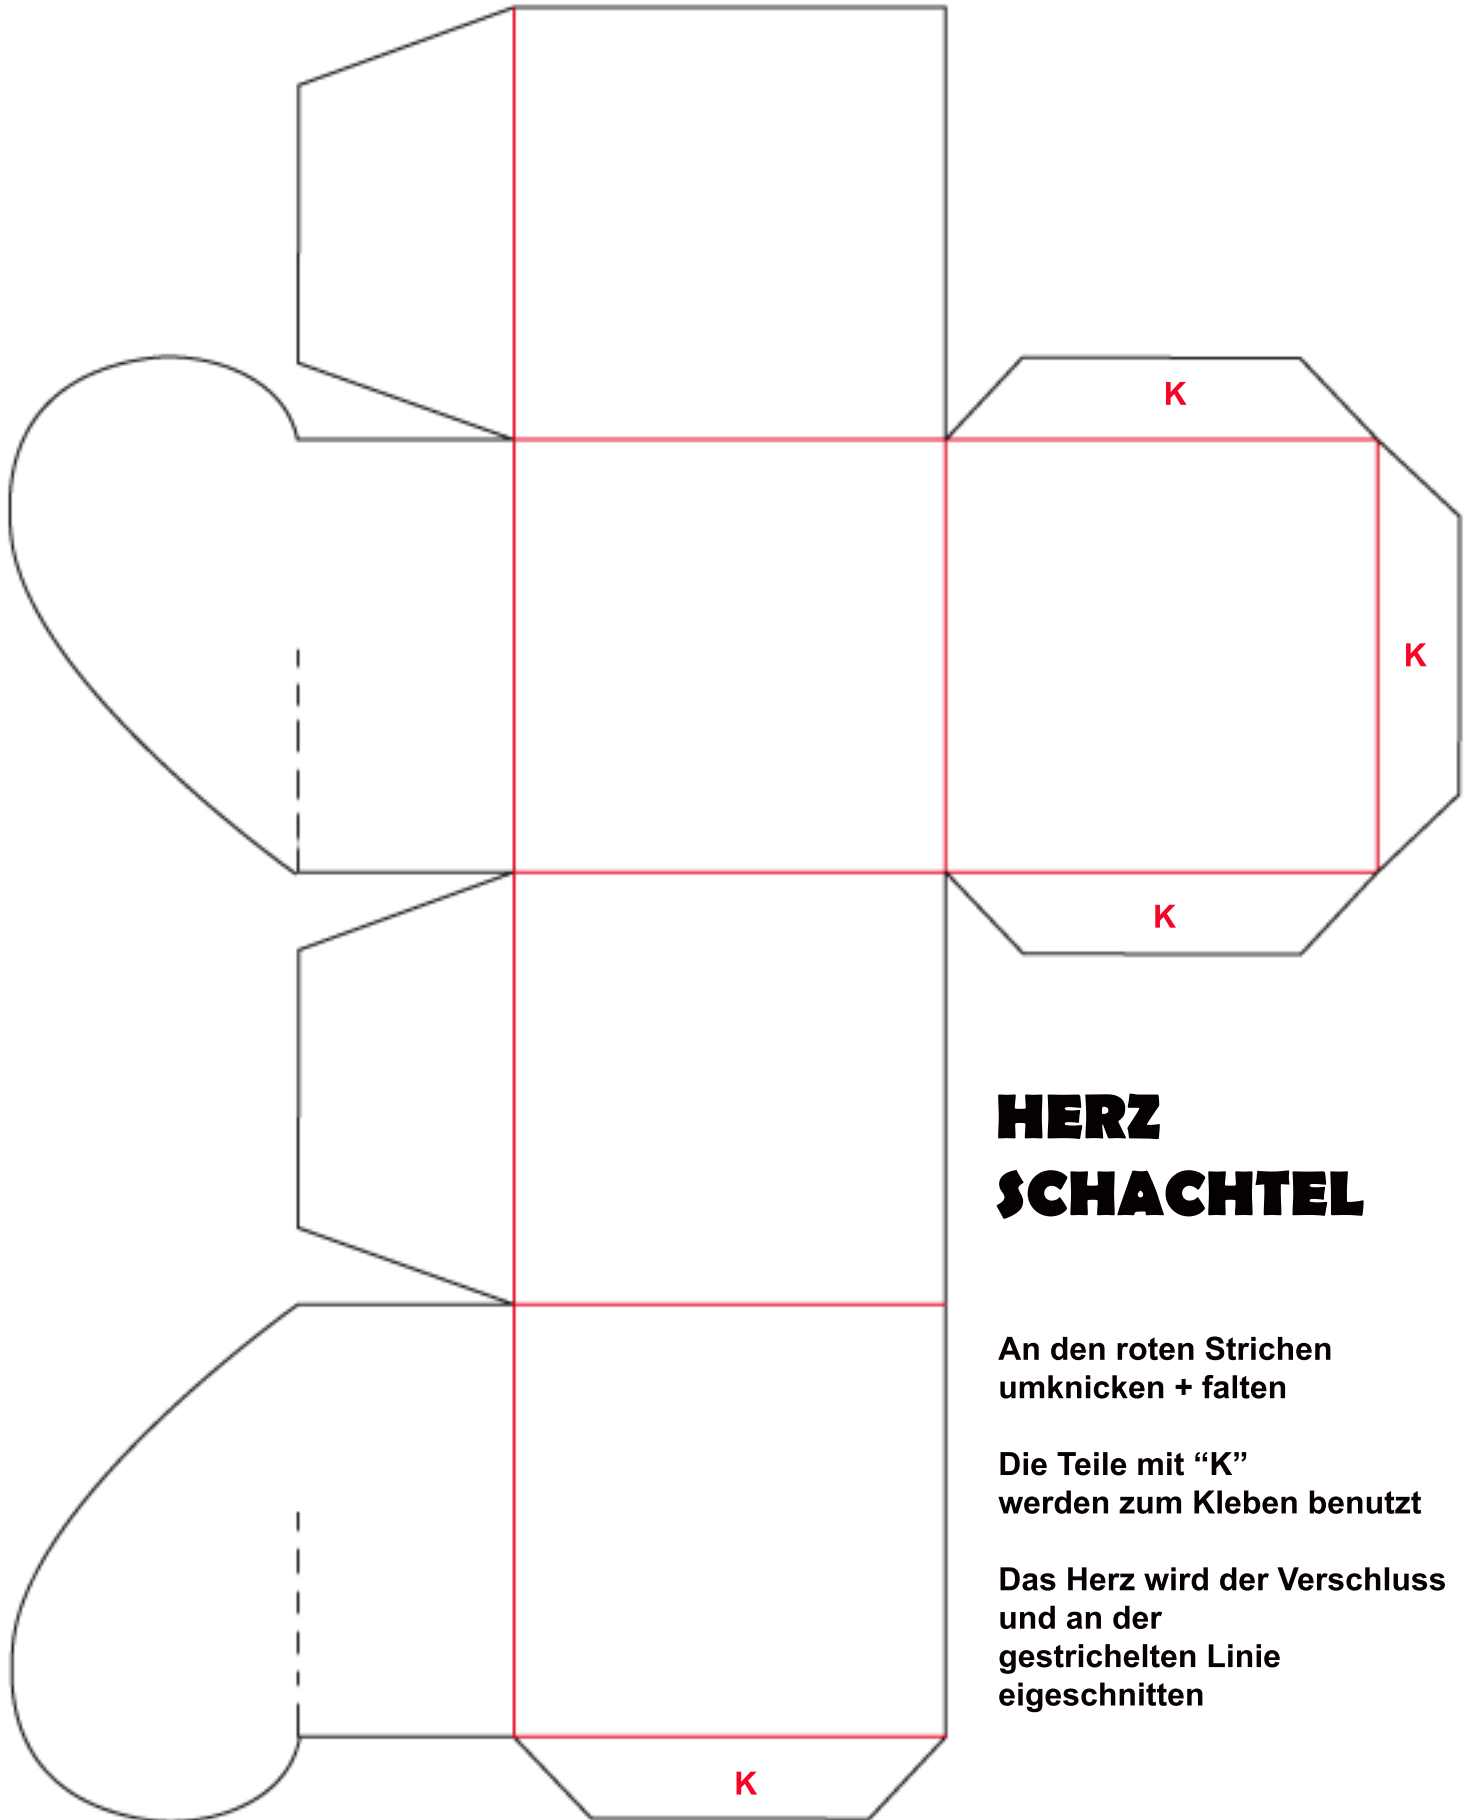 K
K
K
HERZ
SCHACHTEL
An den roten Strichen
umknicken + falten
Die Teile mit “K”
werden zum Kleben benutzt
Das Herz wird der Verschluss
und an der
gestrichelten Linie
eigeschnitten
K